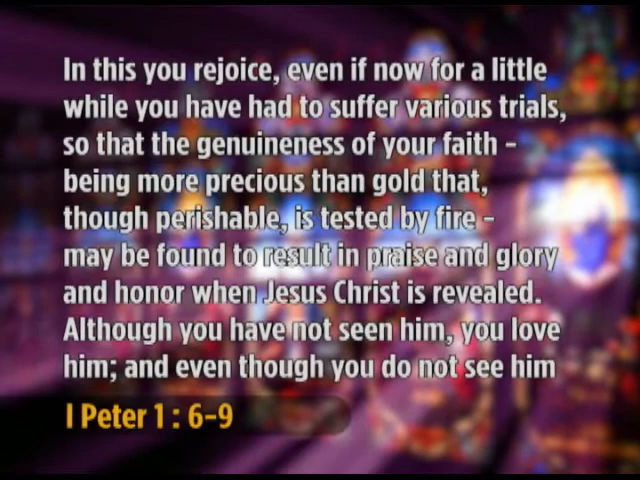 In this you rejoice, even if now for a little
while you have had to suffer various trials,
so that the genuineness of your faith -
being more precious than gold that,
though perishable, is tested by fire -
may be found to result in praise and glory
and honor when Jesus Christ is revealed.
Although you have not seen him, you love
him; and even though you do not see him
I Peter 1 : 6-9